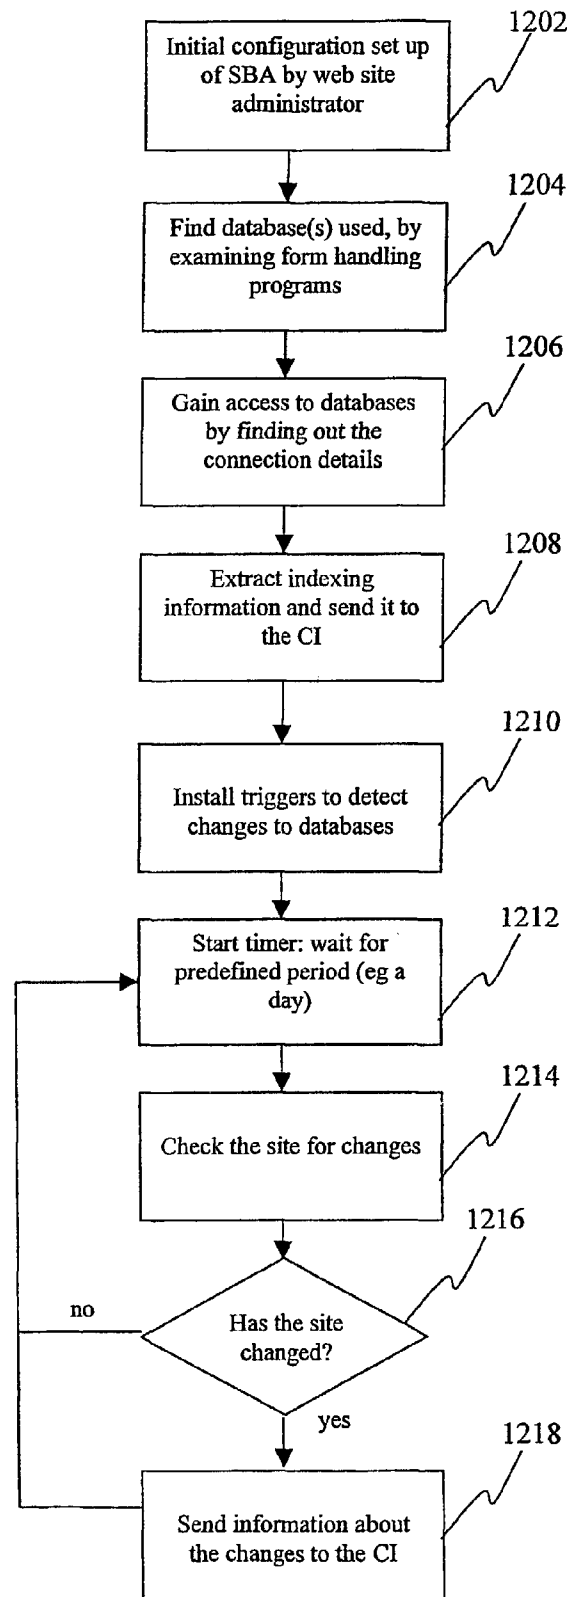 1202
Initial configuration set up
of SBA by web site
administrator
1204
Find database(s) used, by
examining form handling
programs
1206
Gain access to databases
by finding out the
connection details
1208
Extract indexing
information and send it to
the CI
1210
Install triggers to detect
changes to databases
1212
Start timer: wait for
predefined period (eg a
day)
1214
Check the site for changes
1216
no
Has the site
changed?
yes
1218
Send information about
the changes to the CI